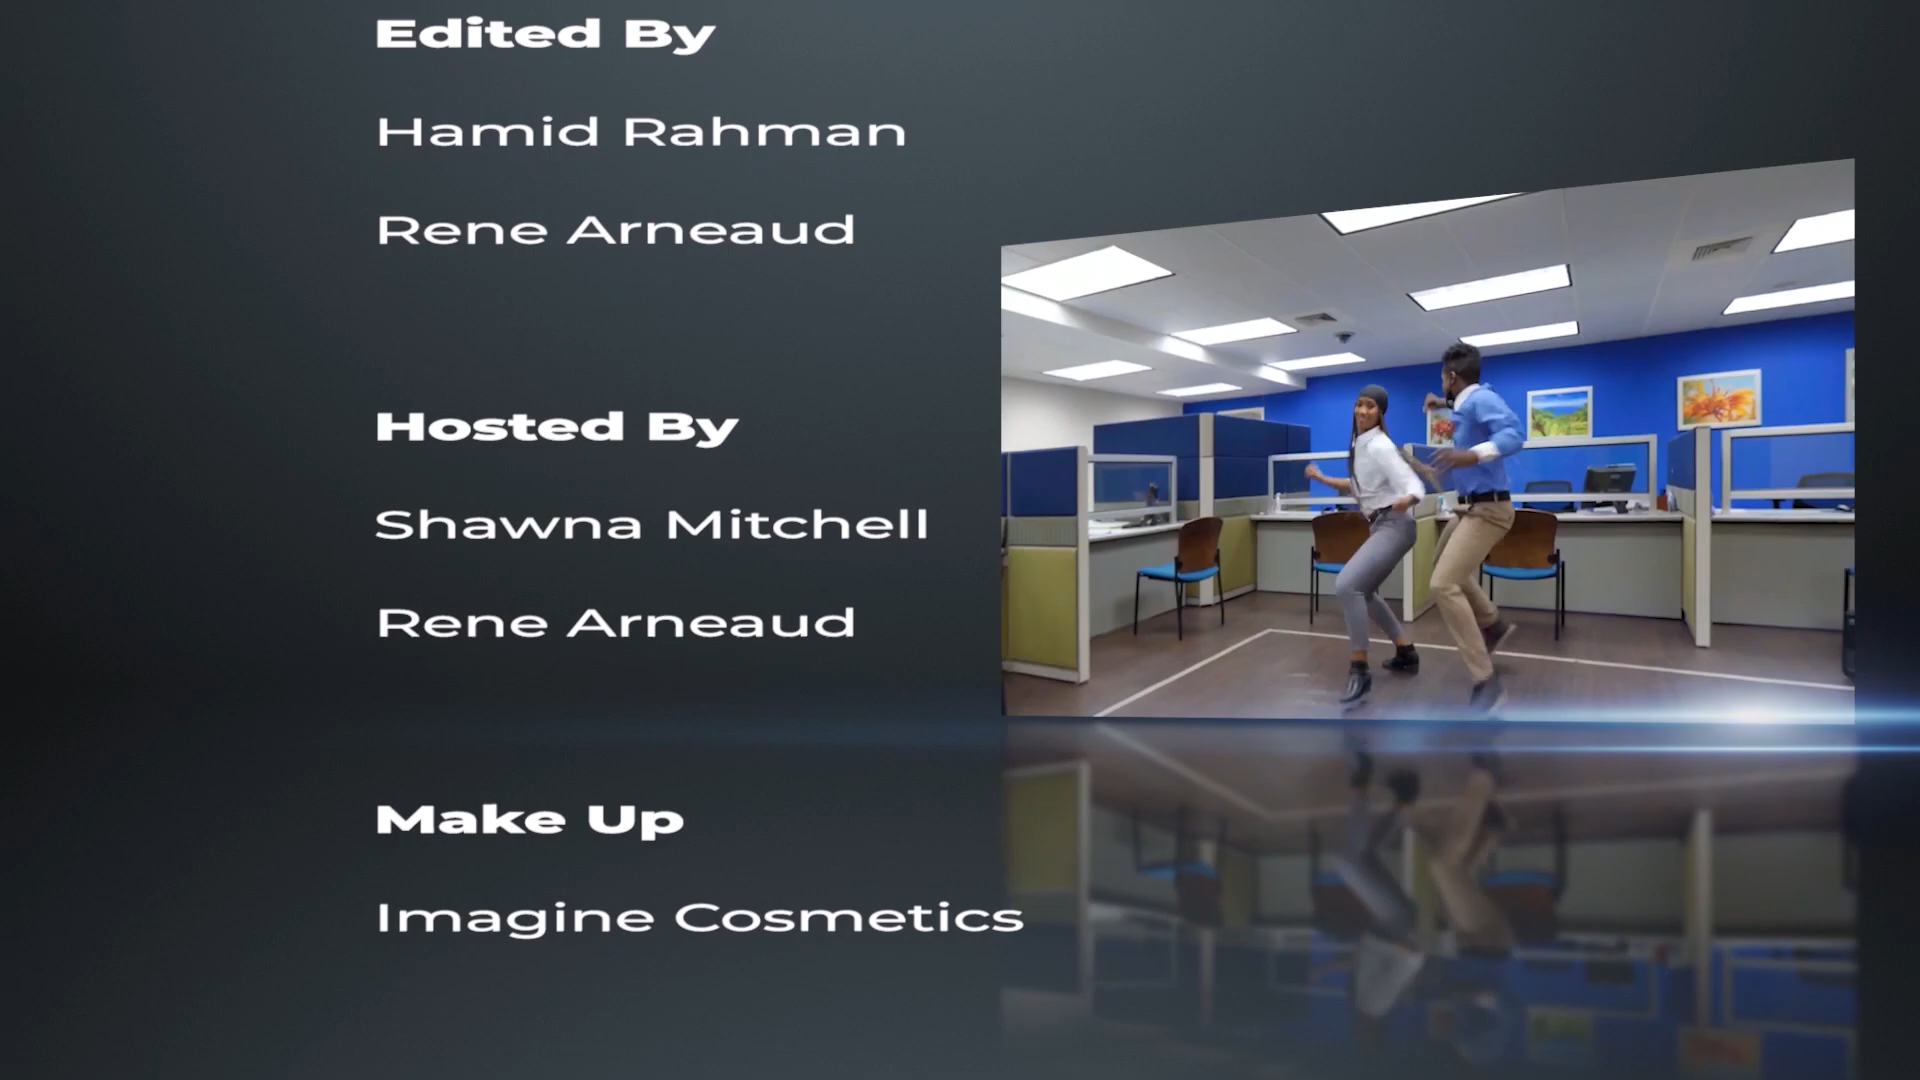 Edited By
Hamid Rahman
Rene Arneaud
Hosted By
Shawna Mitchell
Rene Arneaud
Make Up
Imagine Cosmetics